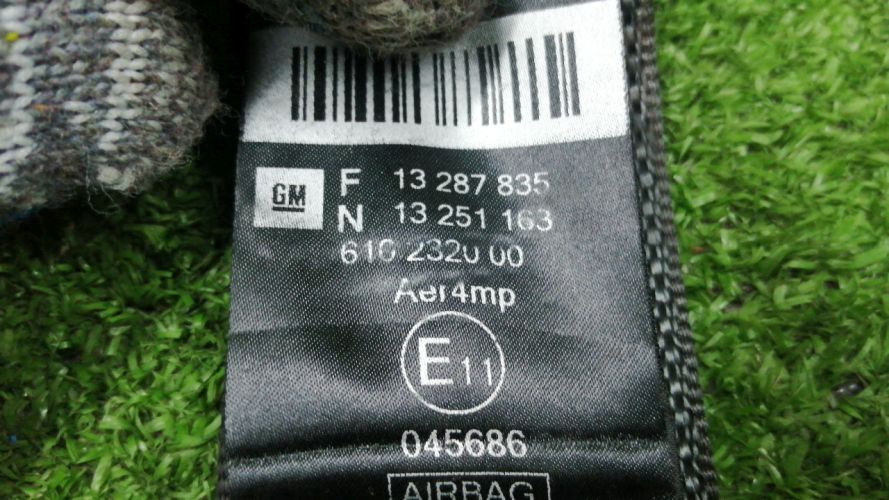 GM
F 13 287 835
N 13 251 163
616 2320 00
Aer4mp
E11
045686
AIRBAG